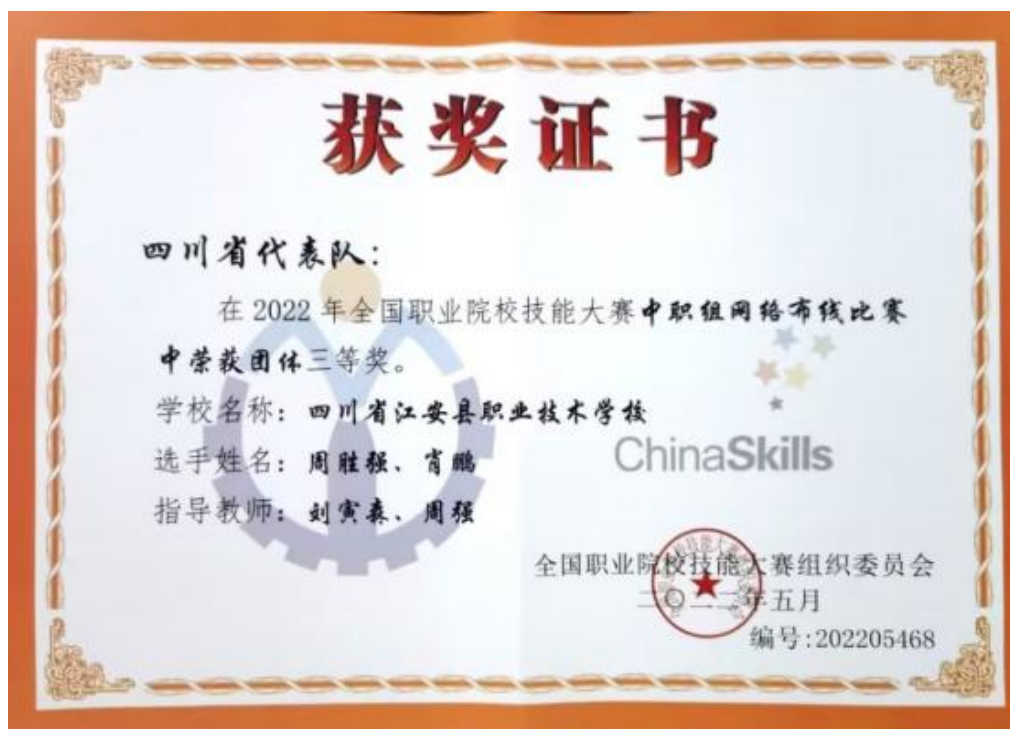 获奖证书
四川省代表队：
在 2022 年全国职业院校技能大赛中职组网络布线比赛
中荣获团体三等奖。
学校名称：四川省江安县职业技术学校
选手姓名：周胜强、肖鹏
指导教师：刘寅森、周强
ChinaSkills
全国职业院校技能大赛组织委员会
二〇二二年五月
编号:202205468